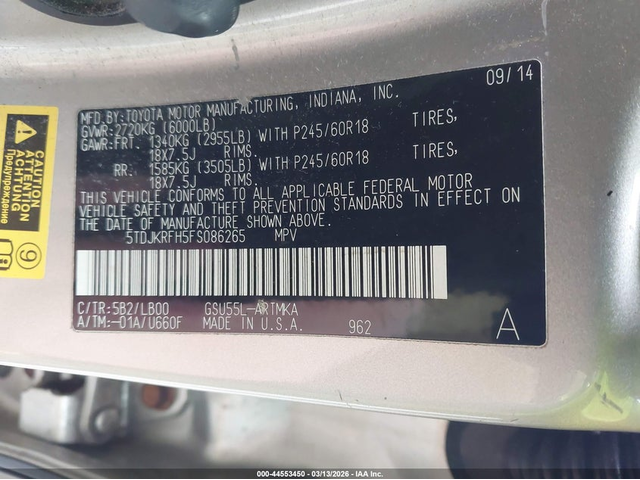 09/14
MFD.BY:TOYOTA MOTOR MANUFACTURING, INDIANA, INC.
GVWR:2720KG (6000LB)
GAWR:FRT. 1340KG (2955LB) WITH P245/60R18 TIRES,
18X7.5J RIMS.
RR. 1585KG (3505LB) WITH P245/60R18 TIRES,
18X7.5J RIMS.
THIS VEHICLE CONFORMS TO ALL APPLICABLE FEDERAL MOTOR
VEHICLE SAFETY AND THEFT PREVENTION STANDARDS IN EFFECT ON
THE DATE OF MANUFACTURE SHOWN ABOVE.
5TDJKRFH5FS086265 MPV
C/TR:5B2/LB00 GSU55L-ARTMKA
A/TM:-01A/U660F MADE IN U.S.A. 962
A
WARNING
ATTENTION
ACHTUNG
Предупреждение
9
000-44553450 - 03/13/2026 - IAA Inc.